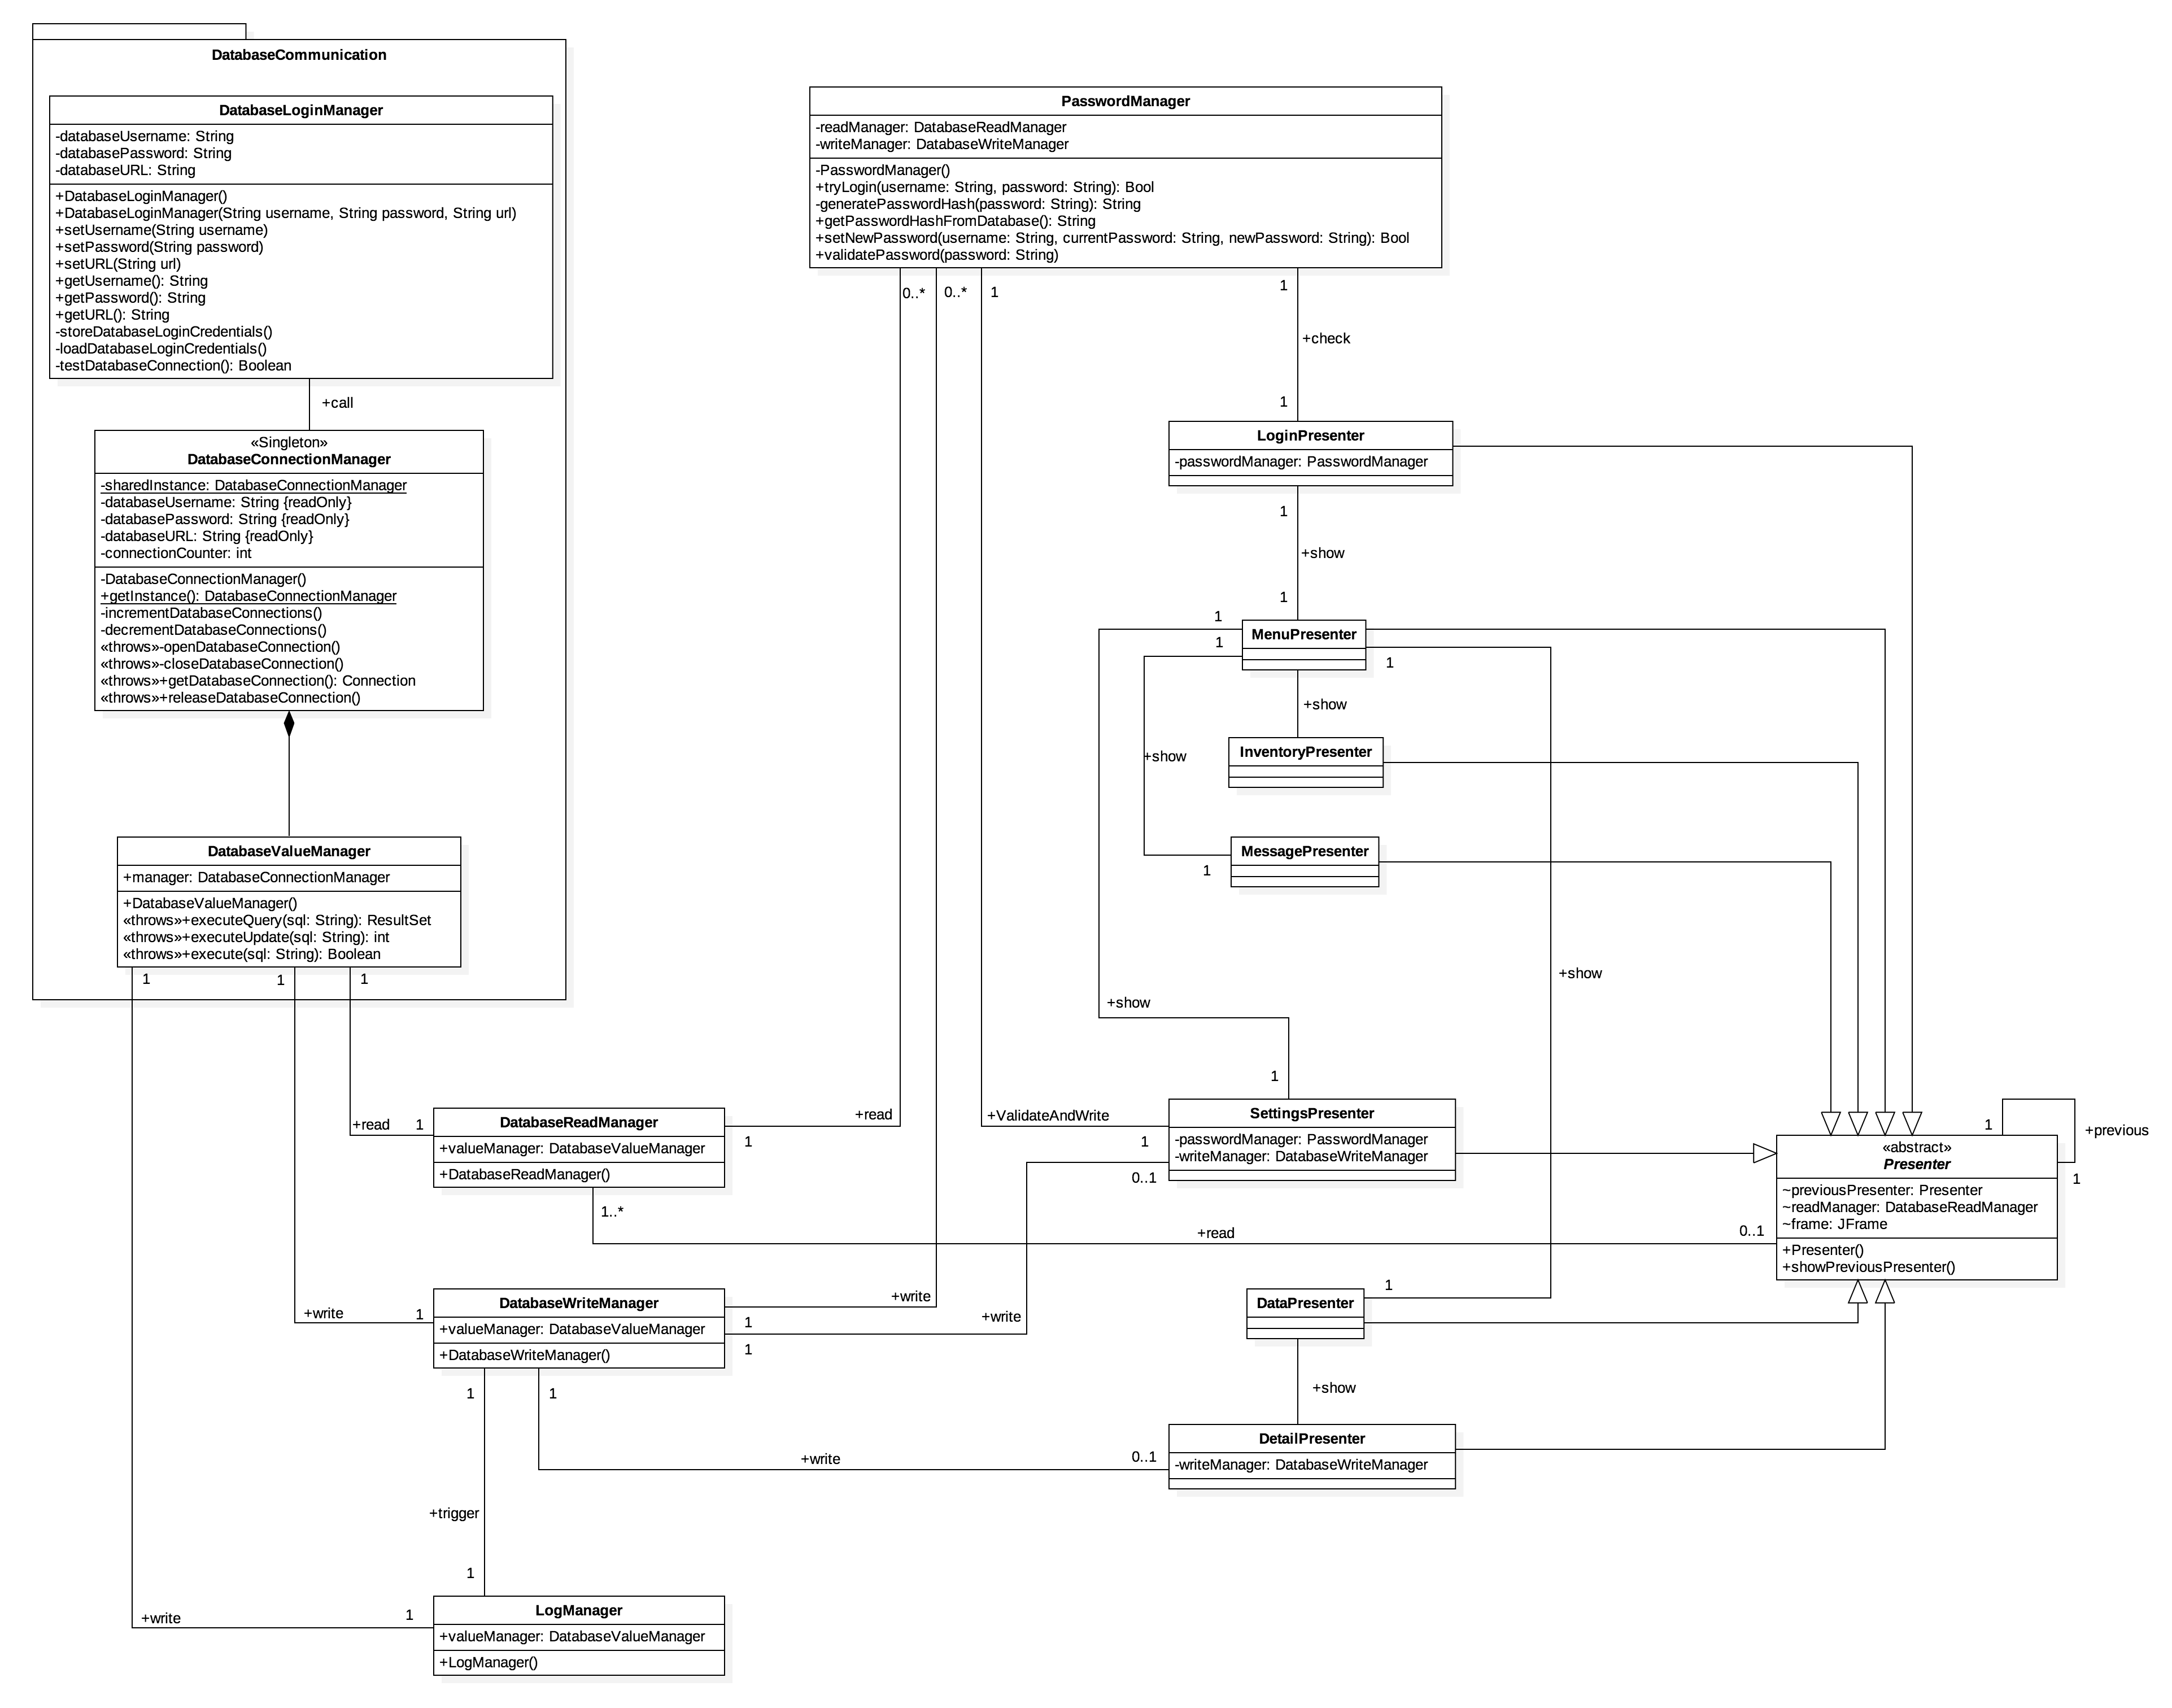 DatabaseCommunication
DatabaseLoginManager
-databaseUsername: String
-databasePassword: String
-databaseURL: String
+DatabaseLoginManager()
+DatabaseLoginManager(String username, String password, String url)
+setUsername(String username)
+setPassword(String password)
+setURL(String url)
+getUsername(): String
+getPassword(): String
+getURL(): String
-storeDatabaseLoginCredentials()
-loadDatabaseLoginCredentials()
-testDatabaseConnection(): Boolean
+call
«Singleton»
DatabaseConnectionManager
-sharedInstance: DatabaseConnectionManager
-databaseUsername: String {readOnly}
-databasePassword: String {readOnly}
-databaseURL: String {readOnly}
-connectionCounter: int
-DatabaseConnectionManager()
+getInstance(): DatabaseConnectionManager
-incrementDatabaseConnections()
-decrementDatabaseConnections()
«throws»-openDatabaseConnection()
«throws»-closeDatabaseConnection()
«throws»+getDatabaseConnection(): Connection
«throws»+releaseDatabaseConnection()
DatabaseValueManager
+manager: DatabaseConnectionManager
+DatabaseValueManager()
«throws»+executeQuery(sql: String): ResultSet
«throws»+executeUpdate(sql: String): int
«throws»+execute(sql: String): Boolean
1
1
1
PasswordManager
-readManager: DatabaseReadManager
-writeManager: DatabaseWriteManager
-PasswordManager()
+tryLogin(username: String, password: String): Bool
-generatePasswordHash(password: String): String
+getPasswordHashFromDatabase(): String
+setNewPassword(username: String, currentPassword: String, newPassword: String): Bool
+validatePassword(password: String)
0..*
0..*
1
1
+check
1
LoginPresenter
-passwordManager: PasswordManager
1
+show
1
1
1
MenuPresenter
1
+show
InventoryPresenter
+show
MessagePresenter
1
+show
+show
1
+read
1
DatabaseReadManager
+valueManager: DatabaseValueManager
+DatabaseReadManager()
+read
1
1..*
+ValidateAndWrite
1
0..1
SettingsPresenter
-passwordManager: PasswordManager
-writeManager: DatabaseWriteManager
1
+previous
1
«abstract»
Presenter
~previousPresenter: Presenter
~readManager: DatabaseReadManager
~frame: JFrame
+Presenter()
+showPreviousPresenter()
+read
0..1
+write
1
DatabaseWriteManager
+valueManager: DatabaseValueManager
+DatabaseWriteManager()
+write
1
1
+write
1
1
DataPresenter
1
+show
DetailPresenter
-writeManager: DatabaseWriteManager
+write
0..1
+trigger
1
+write
1
LogManager
+valueManager: DatabaseValueManager
+LogManager()